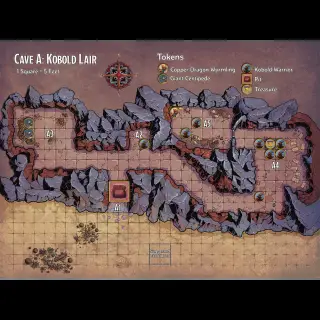 CAVE A: KOBOLD LAIR
1 Square = 5 Feet
Tokens
Copper Dragon Wyrmling
Kobold Warrior
Giant Centipede
Pit
Treasure
A3
A2
A5
A4
A1